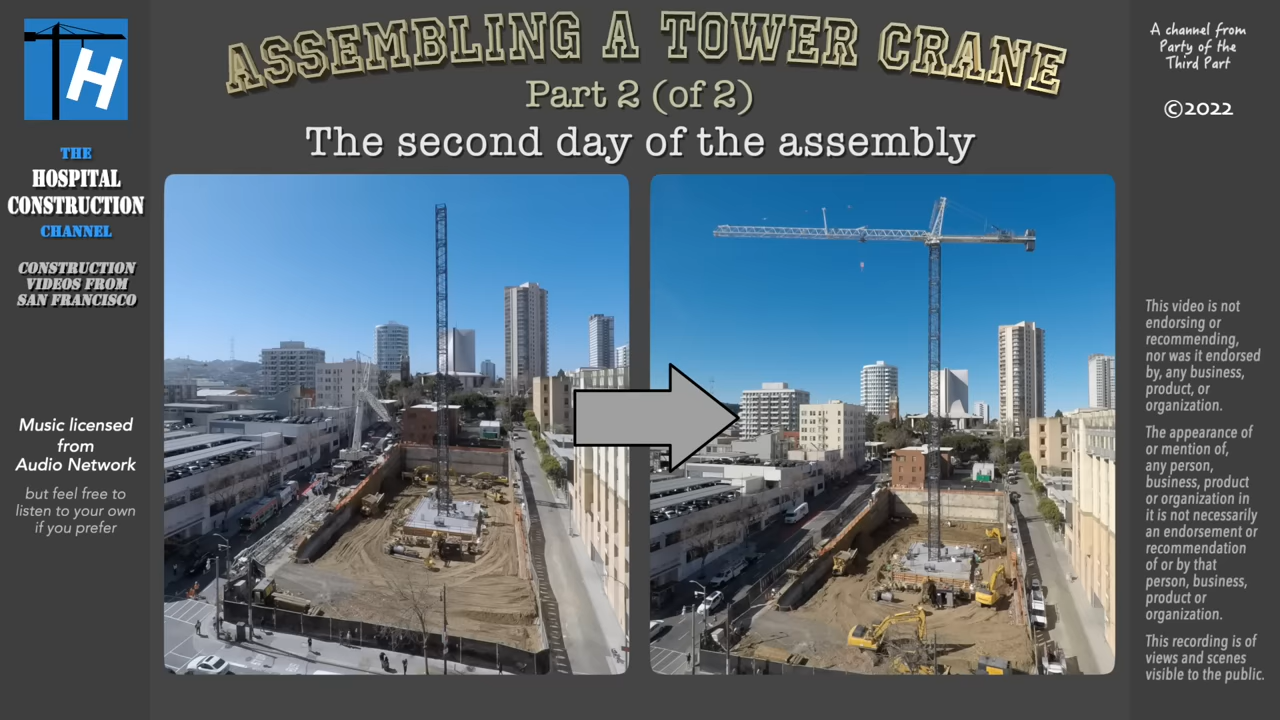 ASSEMBLING A TOWER CRANE
Part 2 (of 2)
The second day of the assembly
H
THE
HOSPITAL
CONSTRUCTION
CHANNEL
CONSTRUCTION
VIDEOS FROM
SAN FRANCISCO
Music licensed
from
Audio Network
but feel free to
listen to your own
if you prefer
A channel from
Party of the
Third Part
©2022
This video is not
endorsing or
recommending,
nor was it endorsed
by, any business,
product, or
organization.
The appearance of
or mention of,
any person,
business, product
or organization in
it is not necessarily
an endorsement or
recommendation
of or by that
person, business,
product or
organization.
This recording is of
views and scenes
visible to the public.